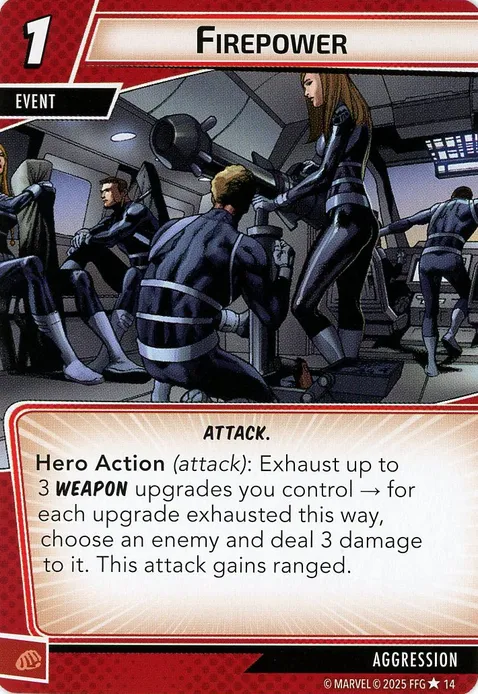 1
FIREPOWER
EVENT
ATTACK.
Hero Action (attack): Exhaust up to
3 WEAPON upgrades you control → for
each upgrade exhausted this way,
choose an enemy and deal 3 damage
to it. This attack gains ranged.
AGGRESSION
© MARVEL © 2025 FFG ★ 14